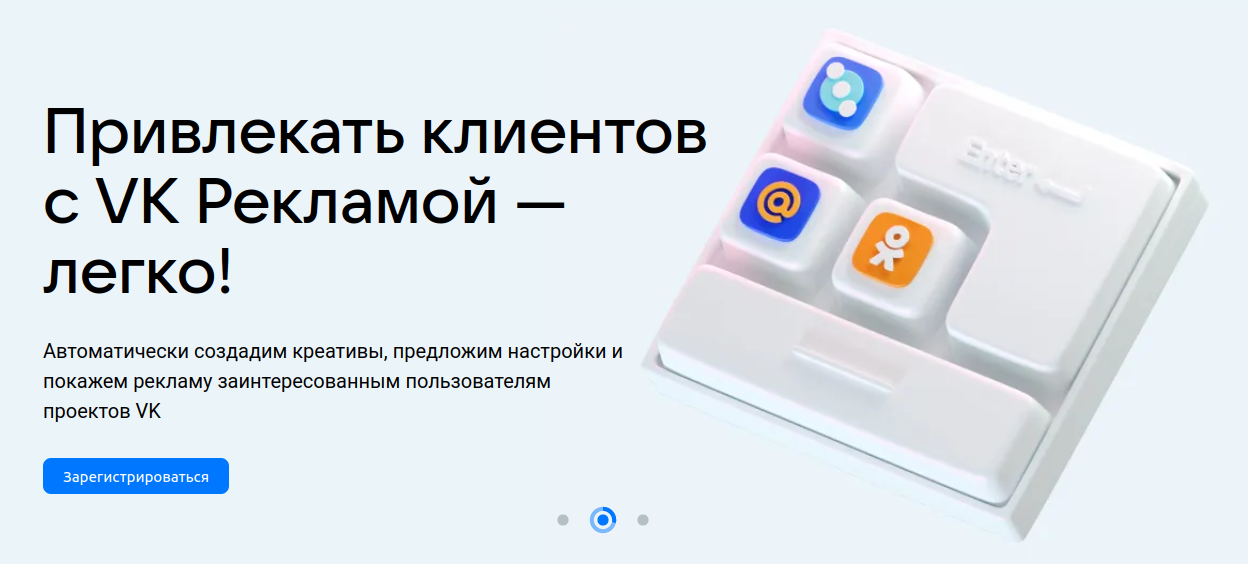 Привлекать клиентов
с VK Рекламой —
легко!
Автоматически создадим креативы, предложим настройки и
покажем рекламу заинтересованным пользователям
проектов VK
Зарегистрироваться
Enter